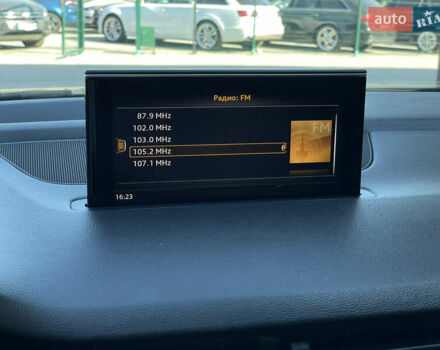 auto RIA
Радио: FM
87.9 MHz
102.0 MHz
103.0 MHz
105.2 MHz
107.1 MHz
FM
16:23